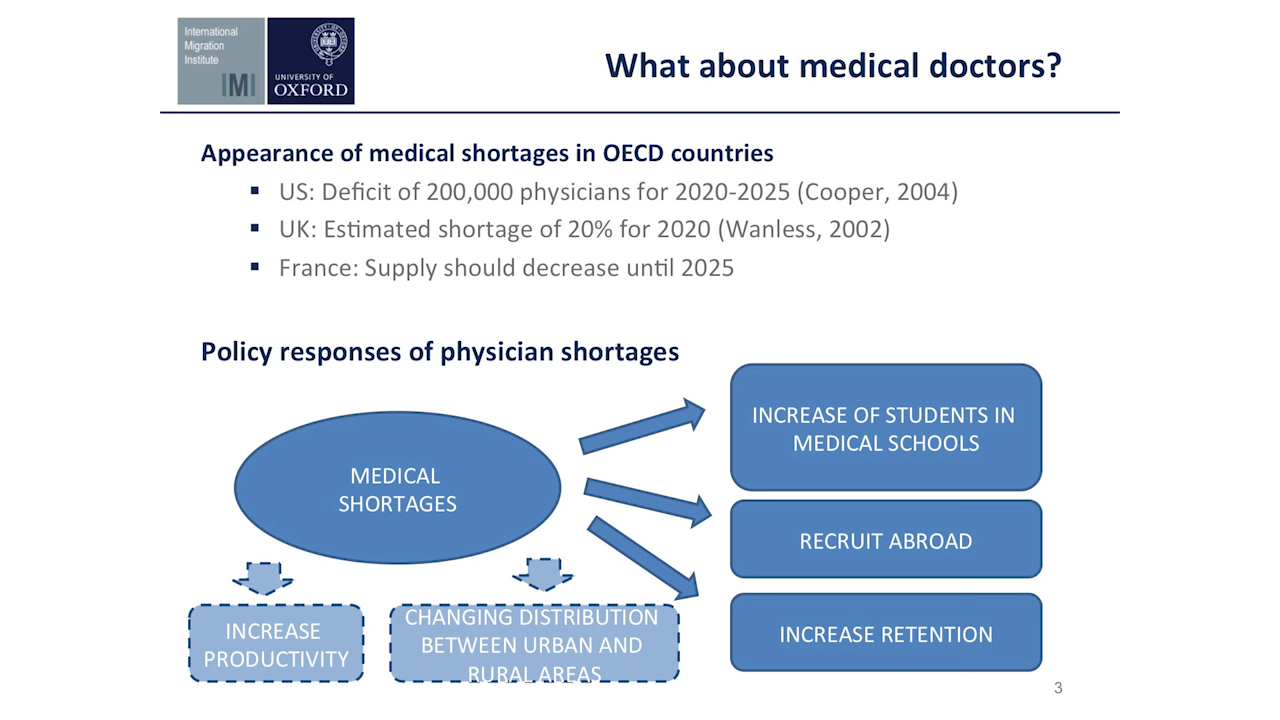 International
Migration
Institute
IMI
UNIVERSITY OF
OXFORD
What about medical doctors?
Appearance of medical shortages in OECD countries
▪ US: Deficit of 200,000 physicians for 2020-2025 (Cooper, 2004)
▪ UK: Estimated shortage of 20% for 2020 (Wanless, 2002)
▪ France: Supply should decrease until 2025
Policy responses of physician shortages
MEDICAL
SHORTAGES
INCREASE OF STUDENTS IN
MEDICAL SCHOOLS
RECRUIT ABROAD
INCREASE RETENTION
INCREASE
PRODUCTIVITY
CHANGING DISTRIBUTION
BETWEEN URBAN AND
RURAL AREAS
3